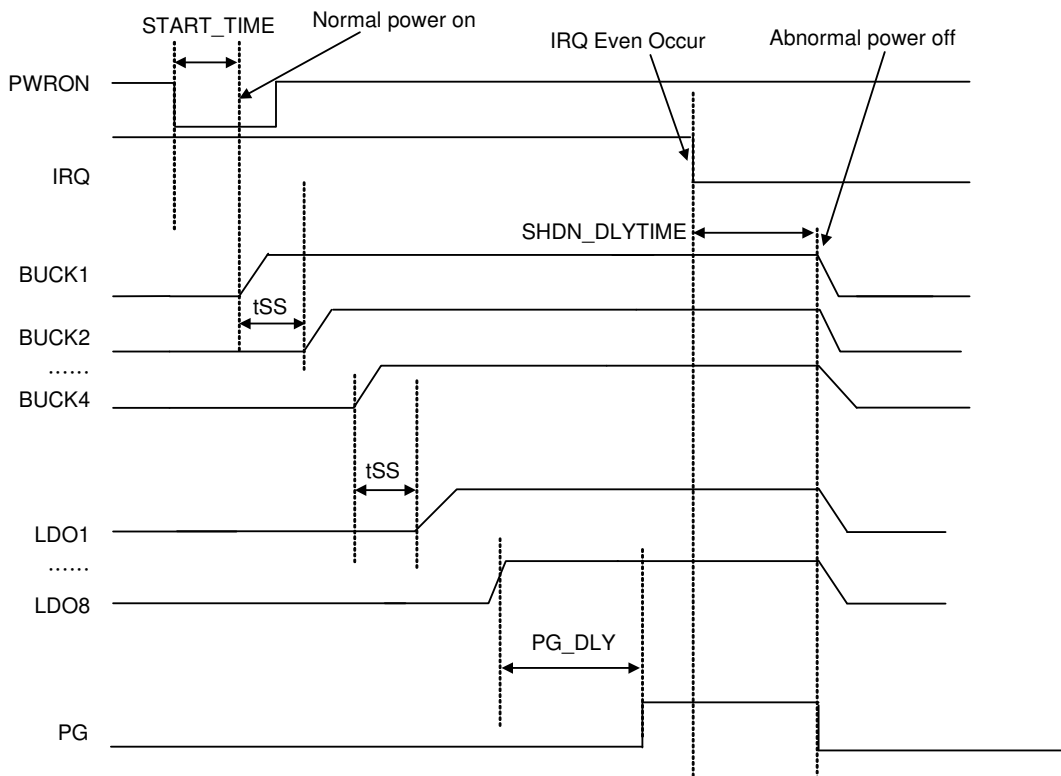 START_TIME
Normal power on
IRQ Even Occur
Abnormal power off
PWRON
IRQ
SHDN_DLYTIME
BUCK1
tSS
BUCK2
......
BUCK4
tSS
LDO1
......
LDO8
PG_DLY
PG